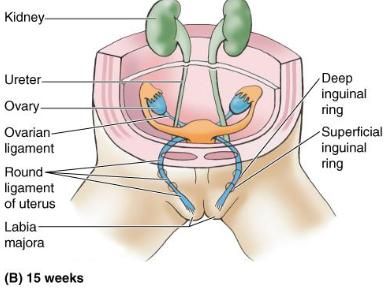 Kidney
Ureter
Ovary
Ovarian
ligament
Round
ligament
of uterus
Labia
majora
Deep
inguinal
ring
Superficial
inguinal
ring
(B) 15 weeks